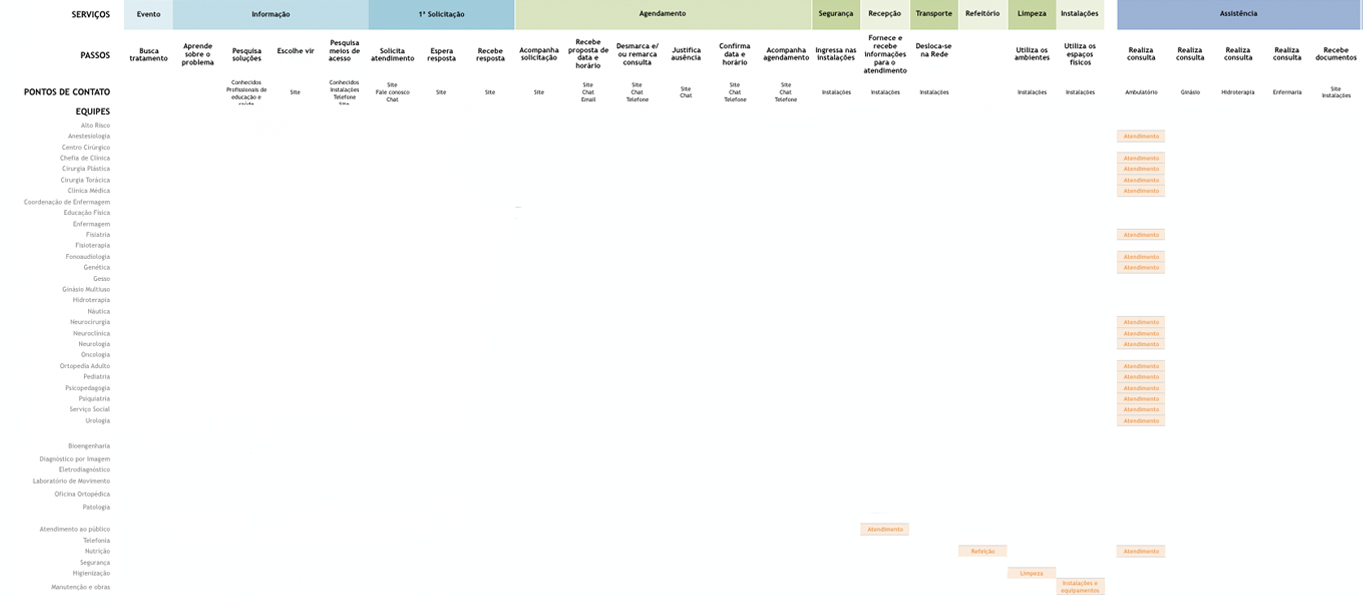 SERVIÇOS Evento Informação 1ª Solicitação Agendamento Segurança Recepção Transporte Refeitório Limpeza Instalações Assistência
PASSOS
Busca
tratamento
Aprende
sobre o
problema
Pesquisa
soluções
Escolhe vir
Pesquisa
meios de
acesso
Solicita
atendimento
Espera
resposta
Recebe
resposta
Acompanha
solicitação
Recebe
proposta de
data e
horário
Desmarca e/
ou remarca
consulta
Justifica
ausência
Confirma
data e
horário
Acompanha
agendamento
Ingressa nas
instalações
Fornece e
recebe
informações
para o
atendimento
Desloca-se
na Rede
Utiliza os
ambientes
Utiliza os
espaços
físicos
Realiza
consulta
Realiza
consulta
Realiza
consulta
Realiza
consulta
Recebe
documentos
PONTOS DE CONTATO
Conhecidos
Profissionais de
educação e
saúde
Site
Conhecidos
Instalações
Telefone
Site
Site
Fale conosco
Chat
Site
Site
Site
Site
Chat
Email
Site
Chat
Telefone
Site
Chat
Site
Chat
Telefone
Site
Chat
Telefone
Instalações
Instalações
Instalações
Instalações
Instalações
Ambulatório
Ginásio
Hidroterapia
Enfermaria
Site
Instalações
EQUIPES
Alto Risco
Anestesiologia Atendimento
Centro Cirúrgico
Chefia de Clínica Atendimento
Cirurgia Plástica Atendimento
Cirurgia Torácica Atendimento
Clínica Médica Atendimento
Coordenação de Enfermagem
Educação Física
Enfermagem
Fisiatria Atendimento
Fisioterapia
Fonoaudiologia Atendimento
Genética Atendimento
Gesso
Ginásio Multiuso
Hidroterapia
Náutica
Neurocirurgia Atendimento
Neuroclínica Atendimento
Neurologia Atendimento
Oncologia
Ortopedia Adulto Atendimento
Pediatria Atendimento
Psicopedagogia Atendimento
Psiquiatria Atendimento
Serviço Social Atendimento
Urologia Atendimento
Bioengenharia
Diagnóstico por Imagem
Eletrodiagnóstico
Laboratório de Movimento
Oficina Ortopédica
Patologia
Atendimento ao público Atendimento
Telefonia
Nutrição Refeição Atendimento
Segurança
Higienização Limpeza
Manutenção e obras
Instalações e
equipamentos